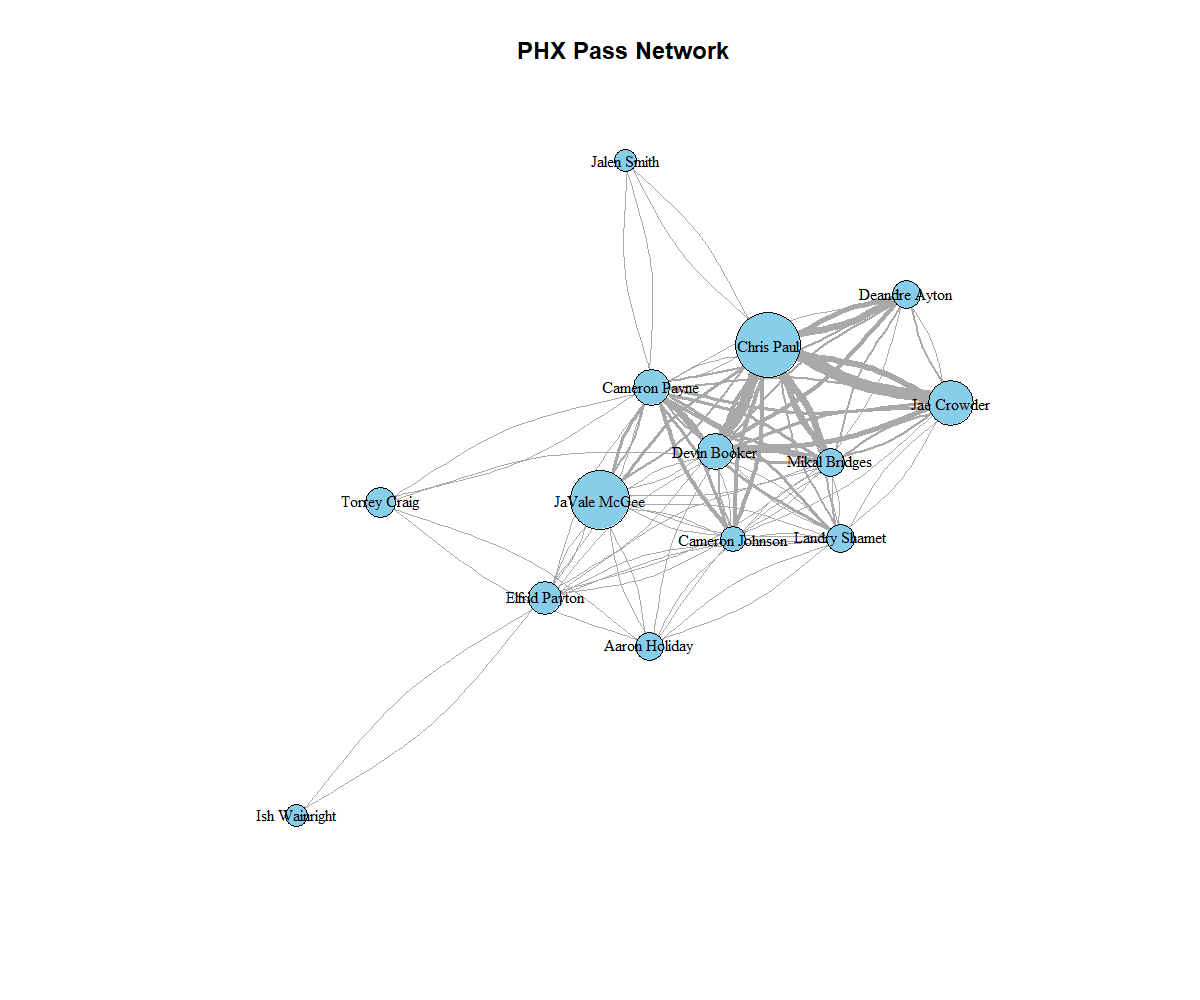 PHX Pass Network
Jalen Smith
Deandre Ayton
Chris Paul
Cameron Payne
Jae Crowder
Devin Booker
Mikal Bridges
JaVale McGee
Torrey Craig
Cameron Johnson
Landry Shamet
Elfrid Payton
Aaron Holiday
Ish Wainright